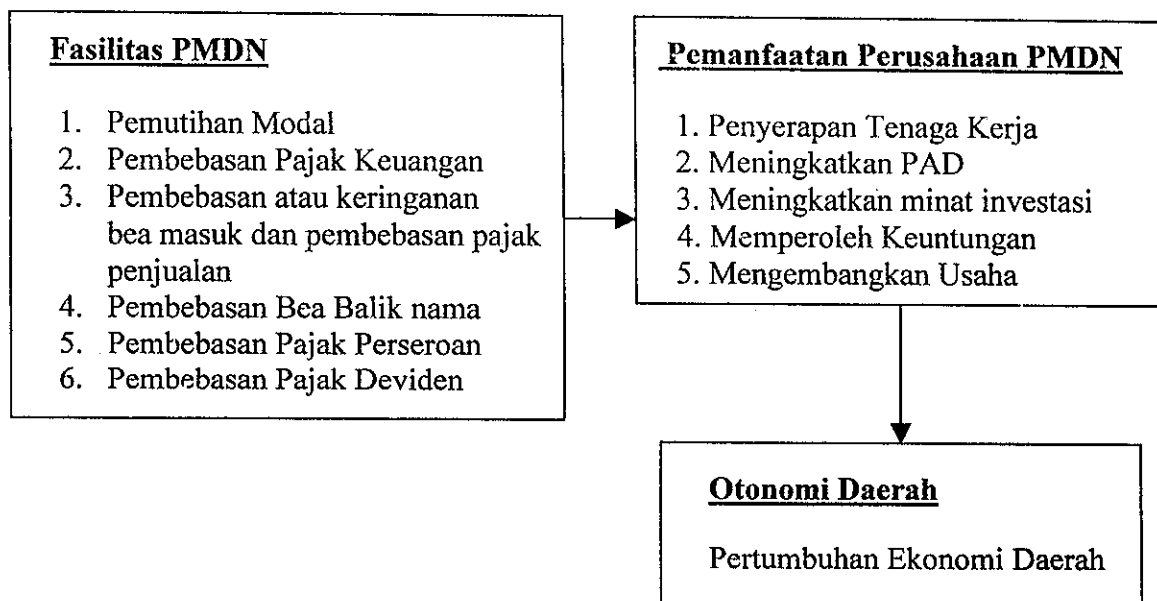 Fasilitas PMDN
1. Pemutihan Modal
2. Pembebasan Pajak Keuangan
3. Pembebasan atau keringanan
bea masuk dan pembebasan pajak
penjualan
4. Pembebasan Bea Balik nama
5. Pembebasan Pajak Perseroan
6. Pembebasan Pajak Deviden
Pemanfaatan Perusahaan PMDN
1. Penyerapan Tenaga Kerja
2. Meningkatkan PAD
3. Meningkatkan minat investasi
4. Memperoleh Keuntungan
5. Mengembangkan Usaha
Otonomi Daerah
Pertumbuhan Ekonomi Daerah